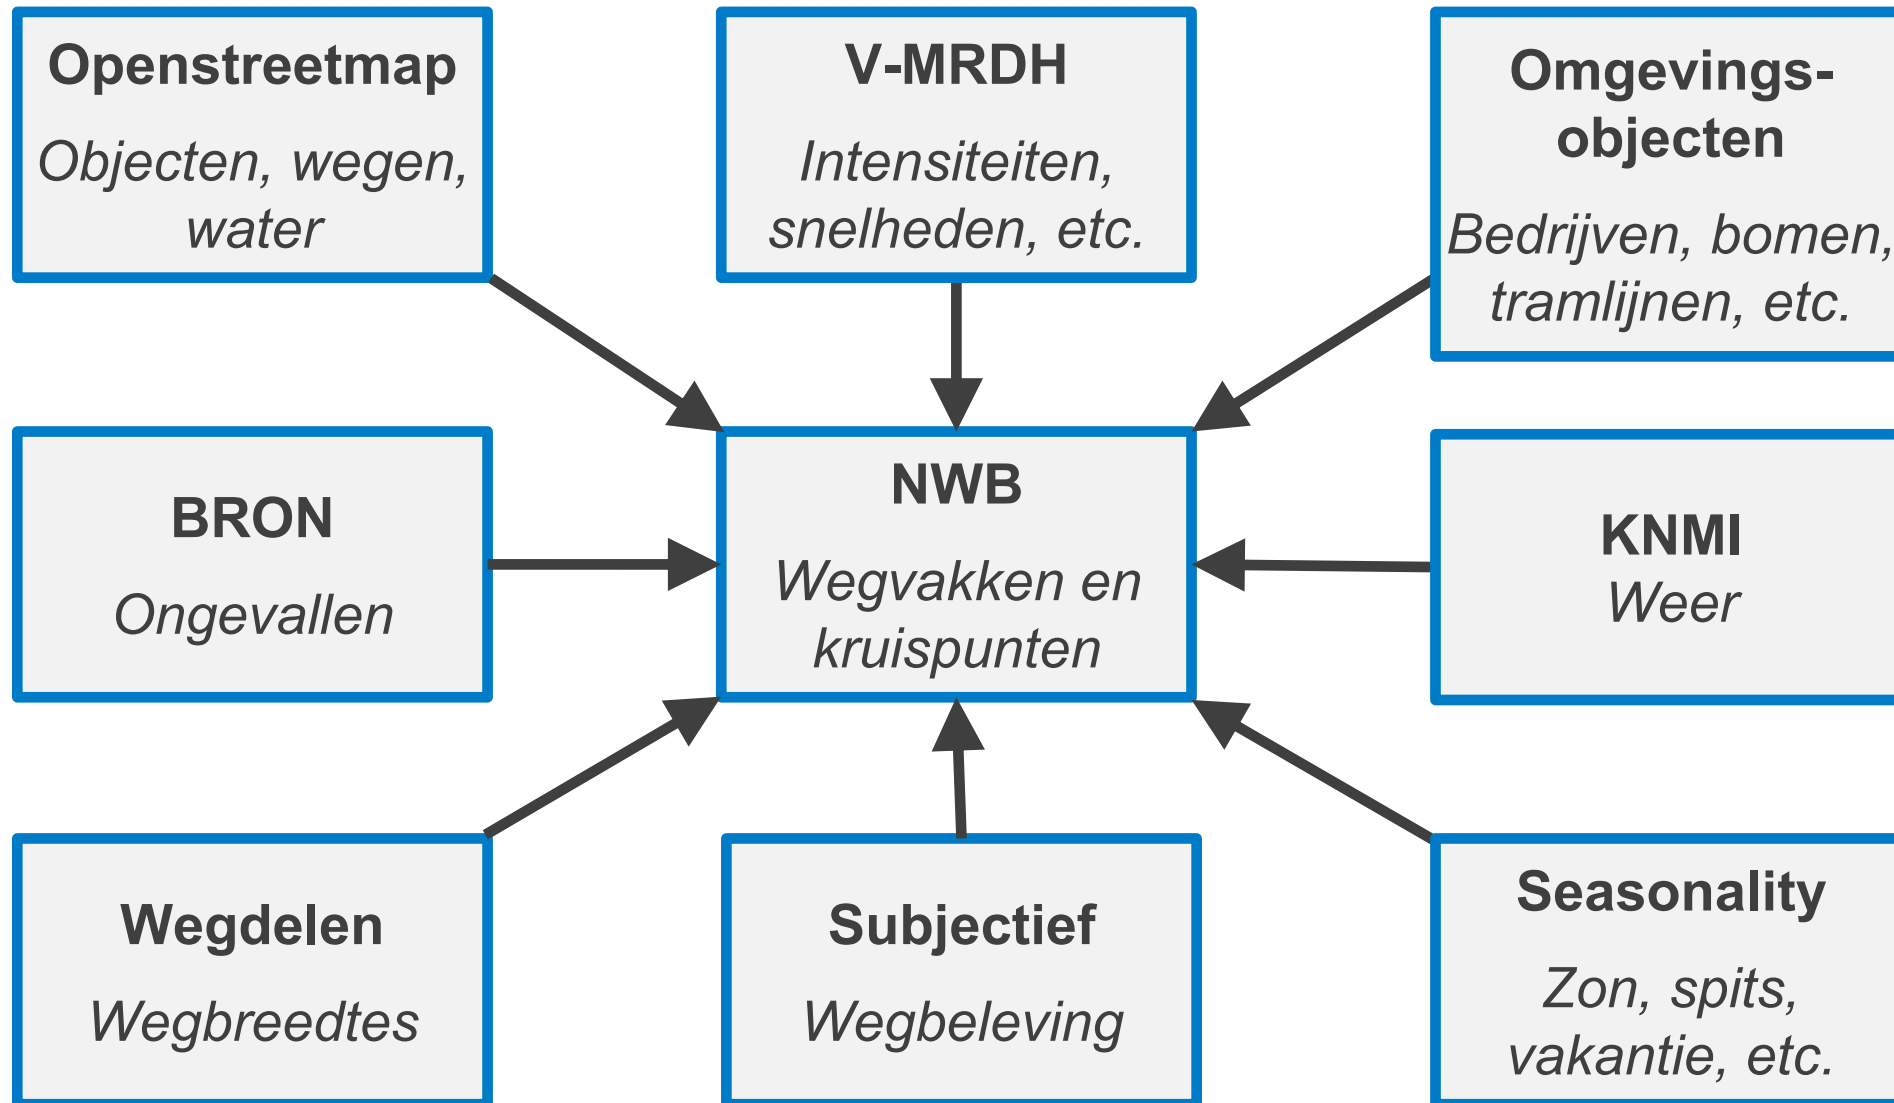 Openstreetmap
Objecten, wegen,
water
V-MRDH
Intensiteiten,
snelheden, etc.
Omgevings-
objecten
Bedrijven, bomen,
tramlijnen, etc.
BRON
Ongevallen
NWB
Wegvakken en
kruispunten
KNMI
Weer
Wegdelen
Wegbreedtes
Subjectief
Wegbeleving
Seasonality
Zon, spits,
vakantie, etc.